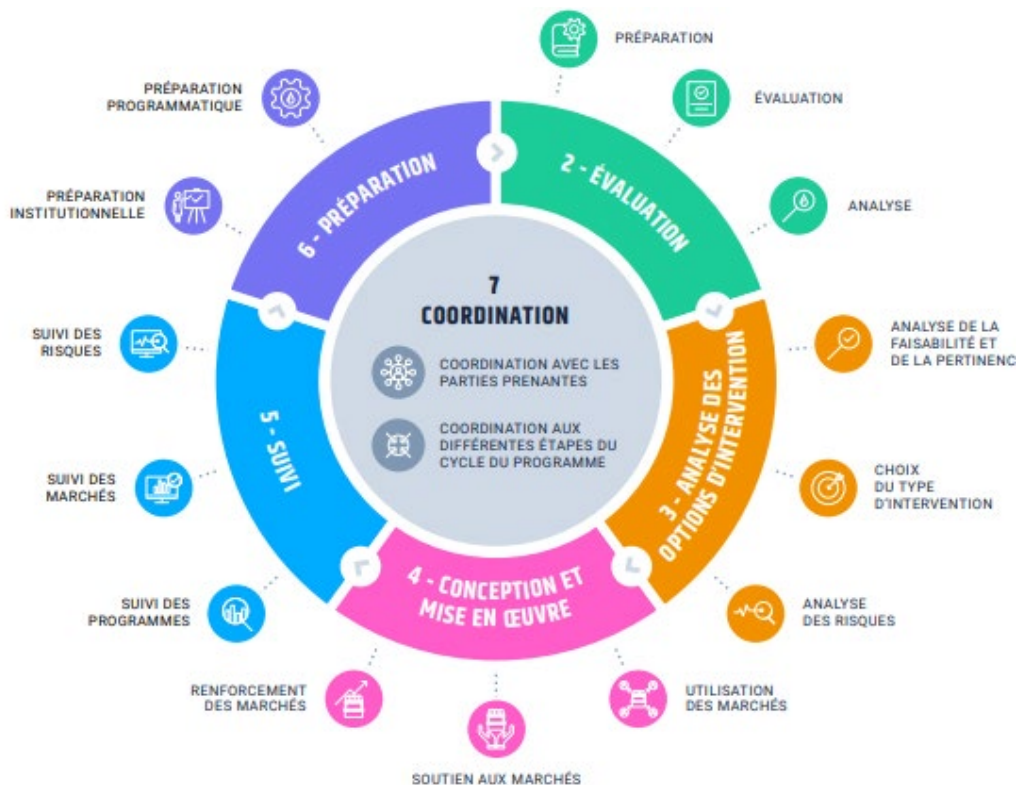 PRÉPARATION
ÉVALUATION
ANALYSE
2 - ÉVALUATION
ANALYSE DE LA
FAISABILITÉ ET
DE LA PERTINENC
CHOIX
DU TYPE
D'INTERVENTION
ANALYSE
DES RISQUES
3 - ANALYSE DES
OPTIONS D'INTERVENTION
UTILISATION
DES MARCHÉS
SOUTIEN AUX MARCHÉS
RENFORCEMENT
DES MARCHÉS
4 - CONCEPTION ET
MISE EN ŒUVRE
SUIVI DES
PROGRAMMES
SUIVI DES
MARCHÉS
SUIVI DES
RISQUES
5 - SUIVI
PRÉPARATION
INSTITUTIONNELLE
PRÉPARATION
PROGRAMMATIQUE
6 - PRÉPARATION
7
COORDINATION
COORDINATION AVEC LES
PARTIES PRENANTES
COORDINATION AUX
DIFFÉRENTES ÉTAPES DU
CYCLE DU PROGRAMME